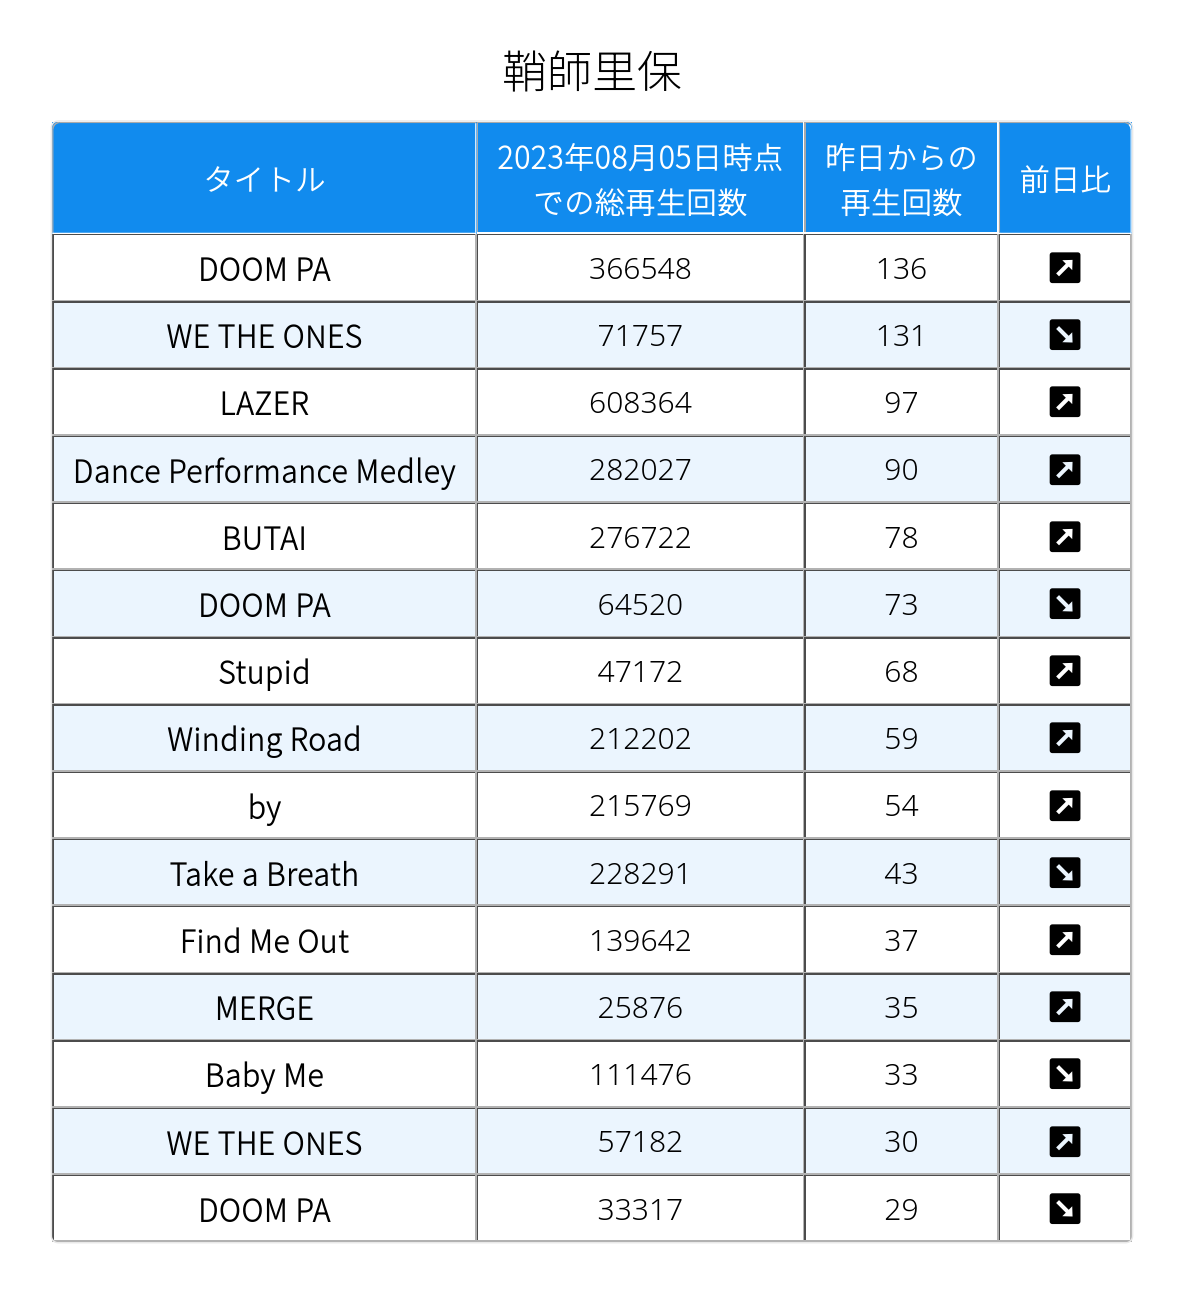 鞘師里保
タイトル 2023年08月05日時点での総再生回数 昨日からの再生回数 前日比
DOOM PA 366548 136 ↗
WE THE ONES 71757 131 ↘
LAZER 608364 97 ↗
Dance Performance Medley 282027 90 ↗
BUTAI 276722 78 ↗
DOOM PA 64520 73 ↘
Stupid 47172 68 ↗
Winding Road 212202 59 ↗
by 215769 54 ↗
Take a Breath 228291 43 ↘
Find Me Out 139642 37 ↗
MERGE 25876 35 ↗
Baby Me 111476 33 ↘
WE THE ONES 57182 30 ↗
DOOM PA 33317 29 ↘